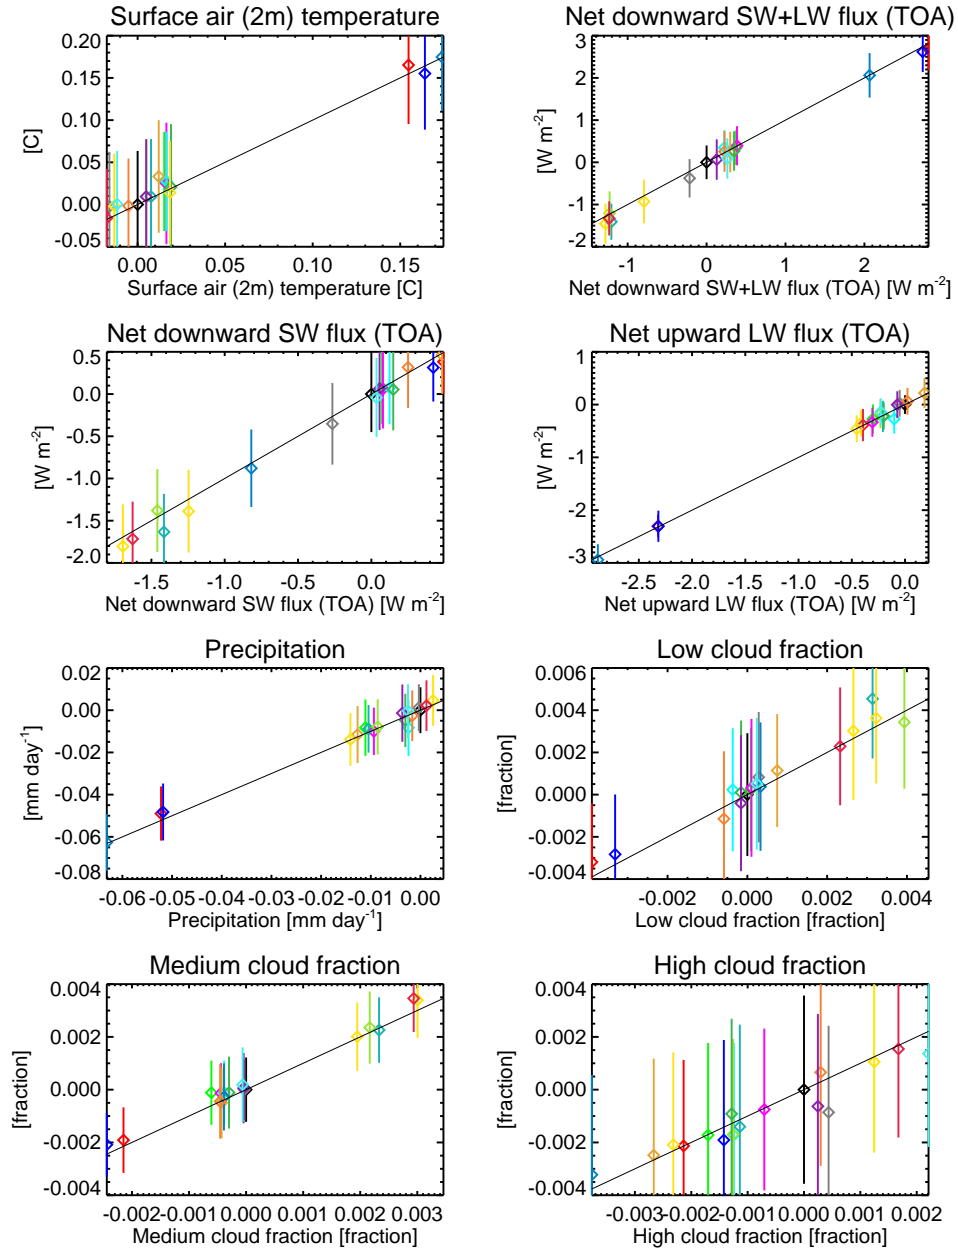 Surface air (2m) temperature
0.20
0.15
0.10
0.05
0.00
-0.05
[C]
0.00 0.05 0.10 0.15
Surface air (2m) temperature [C]
Net downward SW+LW flux (TOA)
3
2
1
0
-1
-2
[W m-2]
-1 0 1 2
Net downward SW+LW flux (TOA) [W m-2]
Net downward SW flux (TOA)
0.5
0.0
-0.5
-1.0
-1.5
-2.0
[W m-2]
-1.5 -1.0 -0.5 0.0
Net downward SW flux (TOA) [W m-2]
Net upward LW flux (TOA)
1
0
-1
-2
-3
[W m-2]
-2.5 -2.0 -1.5 -1.0 -0.5 0.0
Net upward LW flux (TOA) [W m-2]
Precipitation
0.02
0.00
-0.02
-0.04
-0.06
-0.08
[mm day-1]
-0.06 -0.05 -0.04 -0.03 -0.02 -0.01 0.00
Precipitation [mm day-1]
Low cloud fraction
0.006
0.004
0.002
0.000
-0.002
-0.004
[fraction]
-0.002 0.000 0.002 0.004
Low cloud fraction [fraction]
Medium cloud fraction
0.004
0.002
0.000
-0.002
-0.004
[fraction]
-0.002 -0.001 0.000 0.001 0.002 0.003
Medium cloud fraction [fraction]
High cloud fraction
0.004
0.002
0.000
-0.002
-0.004
[fraction]
-0.003 -0.002 -0.001 0.000 0.001 0.002
High cloud fraction [fraction]